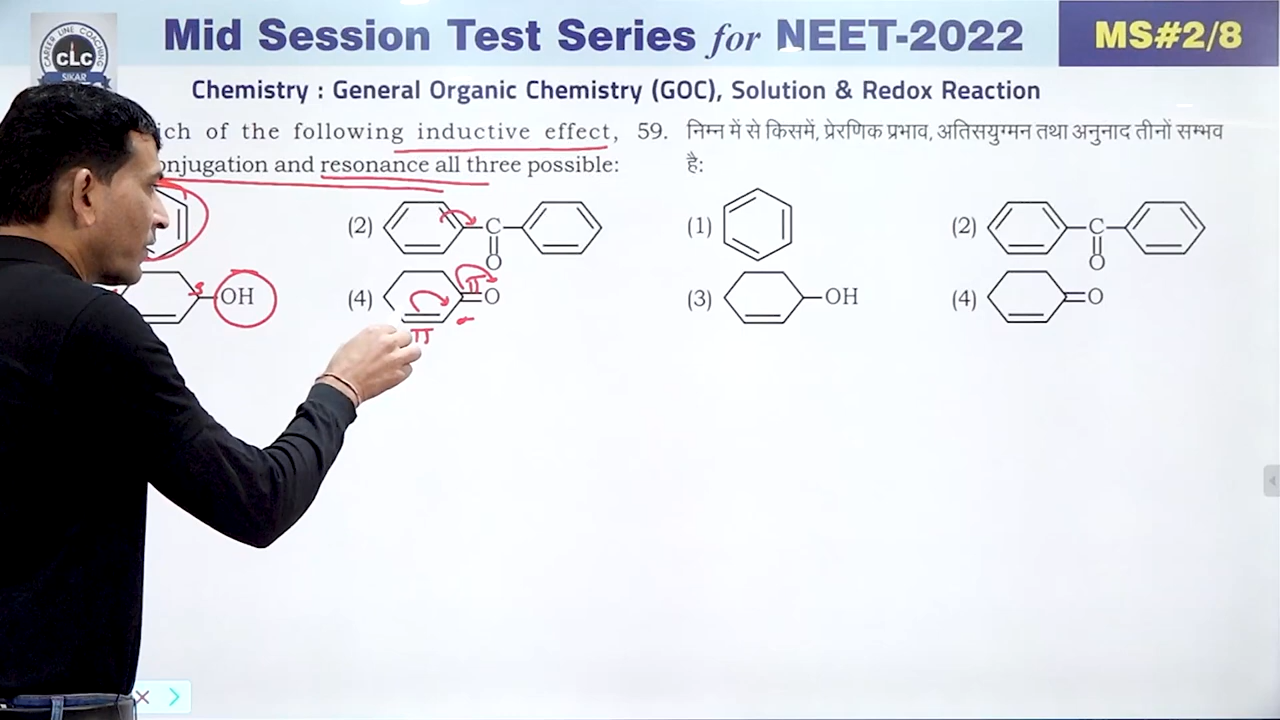 Mid Session Test Series for NEET-2022
MS#2/8
CAREER LINE COACHING
CLC
SIKAR
Chemistry : General Organic Chemistry (GOC), Solution & Redox Reaction
ich of the following inductive effect,
onjugation and resonance all three possible:
(2)
C
O
OH
(4)
O
π
π
59. निम्न में से किसमें, प्रेरणिक प्रभाव, अतिसयुग्मन तथा अनुनाद तीनों सम्भव
है:
(1)
(2)
C
O
(3)
OH
(4)
O